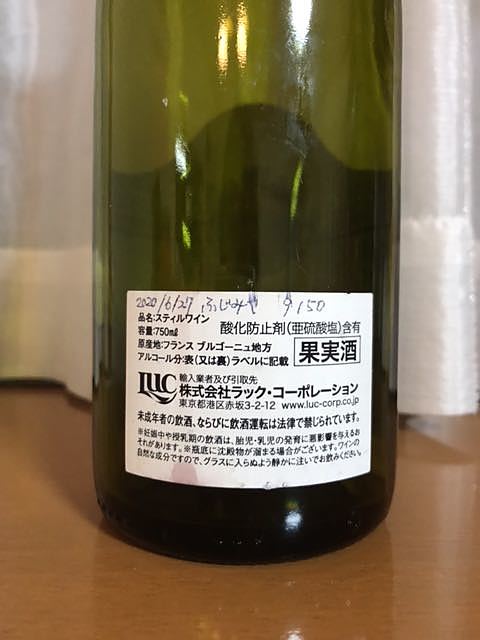 2020/6/27 ふじみや 9,150
品名:スティルワイン
容量:750mℓ 酸化防止剤(亜硫酸塩)含有
原産地:フランス ブルゴーニュ地方
アルコール分:表(又は裏)ラベルに記載 果実酒
LUC 輸入業者及び引取先
株式会社ラック・コーポレーション
東京都港区赤坂3-2-12 www.luc-corp.co.jp
未成年者の飲酒、ならびに飲酒運転は法律で禁じられています。
※妊娠中や授乳期の飲酒は、胎児・乳児の発育に悪影響を与えるお
それがあります。※瓶底に沈殿物が溜まる場合がございます。ワインの
自然な成分ですので、グラスに入らぬよう静かに注いでお飲みください。